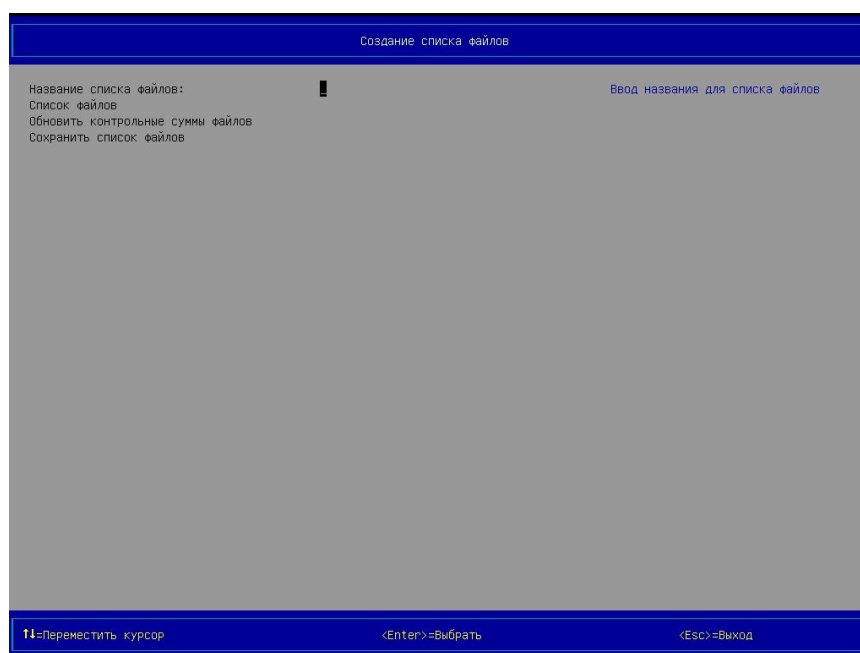 Создание списка файлов
Название списка файлов: _ Ввод названия для списка файлов
Список файлов
Обновить контрольные суммы файлов
Сохранить список файлов
↑↓=Переместить курсор <Enter>=Выбрать <Esc>=Выход